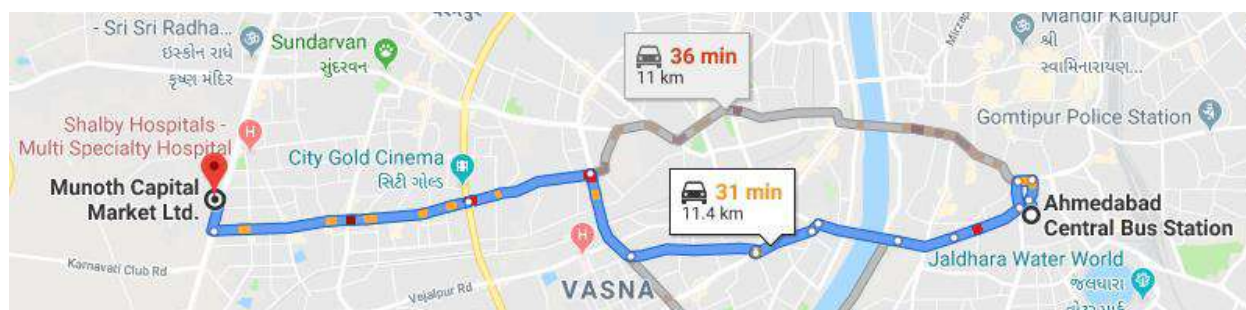 - Sri Sri Radha...
ઇસ્કોન રાધે
કૃષ્ણ મંદિર
Sundarvan
સુંદરવન
36 min
11 km
Mirzap
Mandir Kalupur
શ્રી
સ્વામિનારાયણ...
Gomtipur Police Station
Shalby Hospitals -
Multi Specialty Hospital
H
City Gold Cinema
સિટી ગોલ્ડ
Munoth Capital
Market Ltd.
31 min
11.4 km
Ahmedabad
Central Bus Station
H
Karnavati Club Rd
Vejalpur Rd
VASNA
Jaldhara Water World
જલધારા